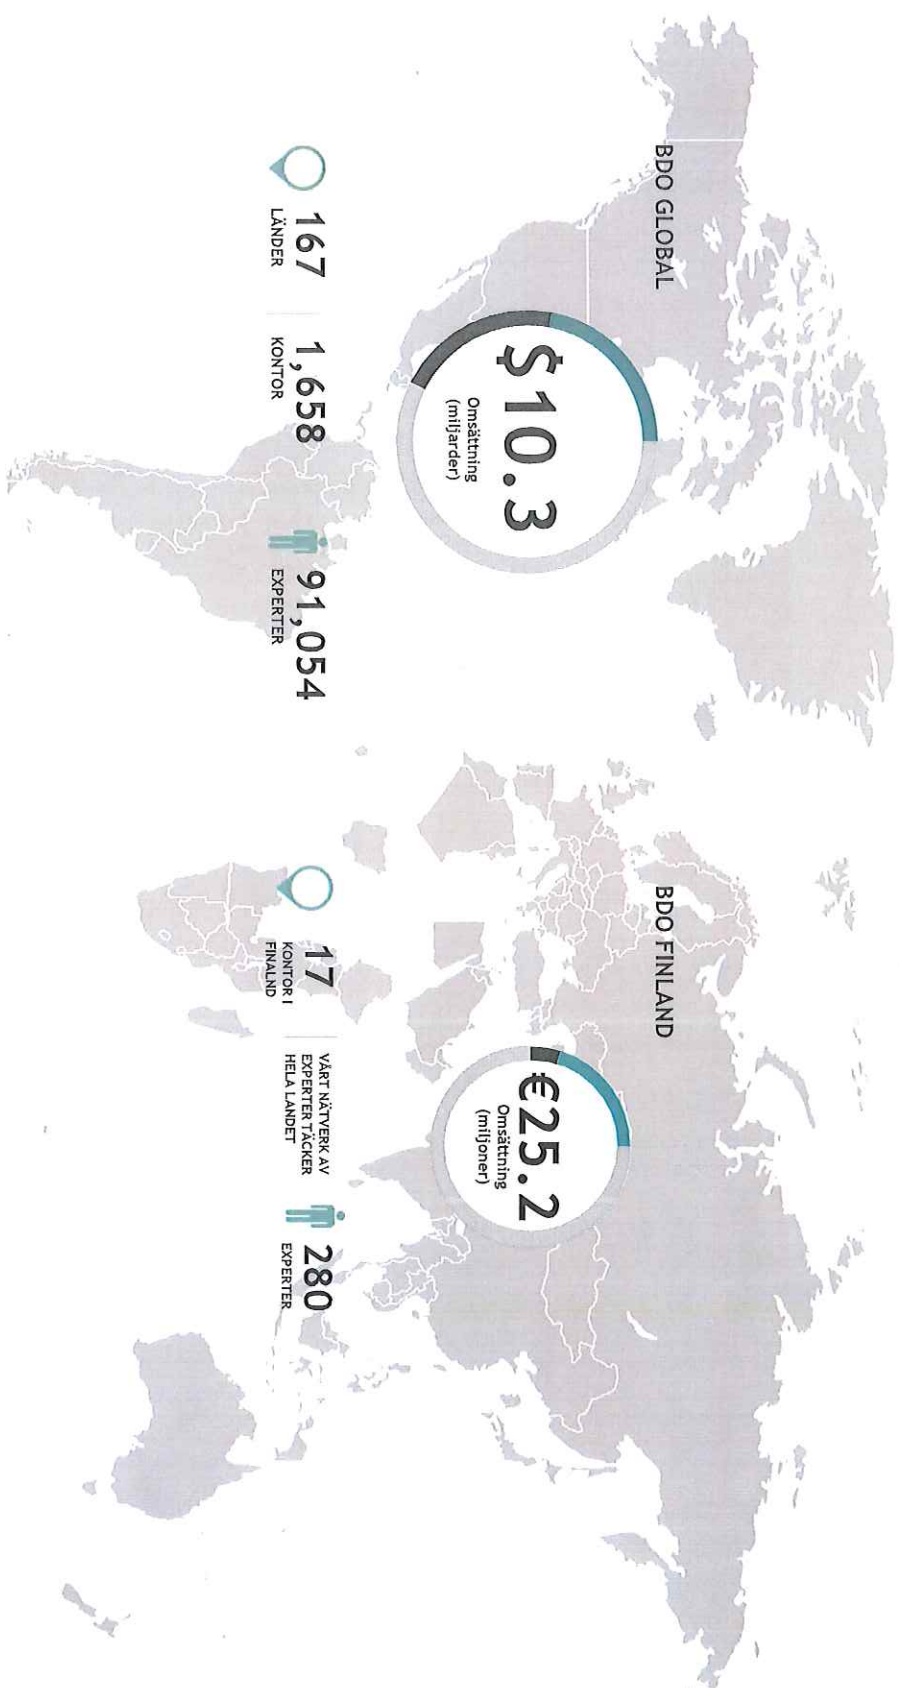 BDO GLOBAL
$10.3
Omsättning
(miljarder)
167
LÄNDER
1,658
KONTOR
91,054
EXPERTER
BDO FINLAND
€25.2
Omsättning
(miljoner)
17
KONTOR I
FINALND
VÅRT NÄTVERK AV
EXPERTER TÄCKER
HELA LANDET
280
EXPERTER